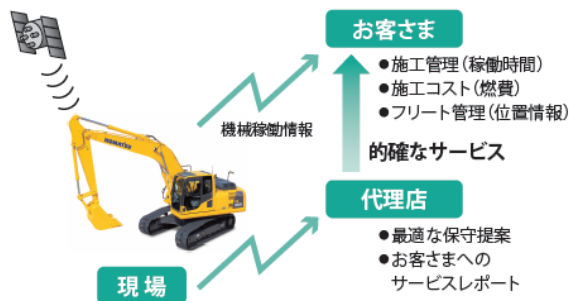 お客さま
●施工管理（稼働時間）
●施工コスト（燃費）
●フリート管理（位置情報）
機械稼働情報
的確なサービス
KOMATSU
代理店
●最適な保守提案
●お客さまへの
サービスレポート
現場